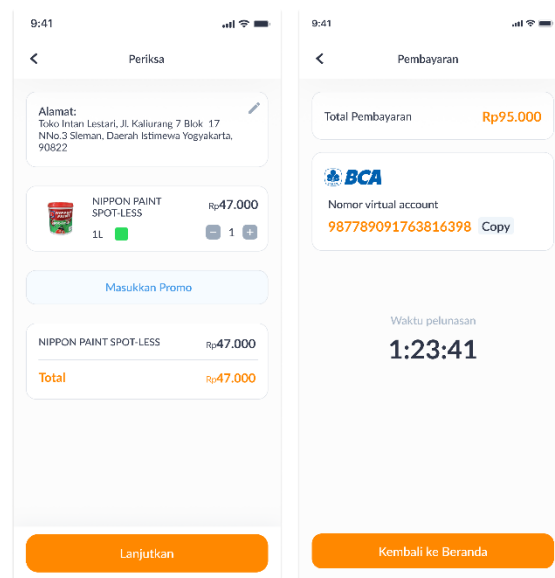 9:41
Periksa
Alamat:
Toko Intan Lestari, Jl. Kaliurang 7 Blok 17
NNo.3 Sleman, Daerah Istimewa Yogyakarta,
90822
NIPPON PAINT
SPOT-LESS
Rp47.000
1L
1
Masukkan Promo
NIPPON PAINT SPOT-LESS Rp47.000
Total Rp47.000
Lanjutkan
9:41
Pembayaran
Total Pembayaran Rp95.000
BCA
Nomor virtual account
987789091763816398 Copy
Waktu pelunasan
1:23:41
Kembali ke Beranda